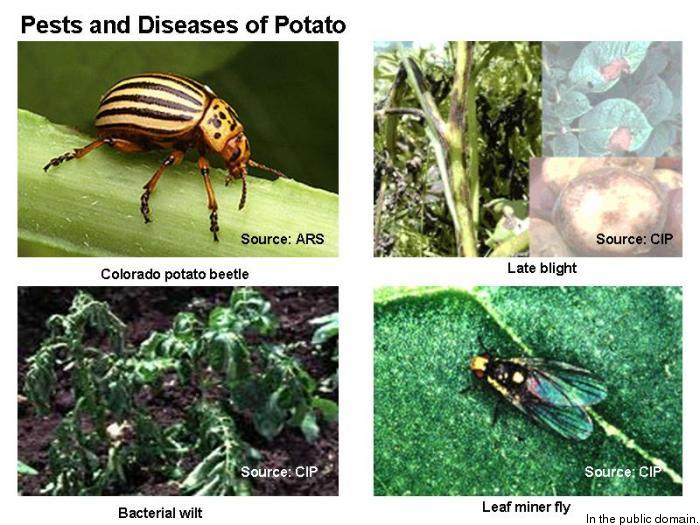 Pests and Diseases of Potato
Source: ARS
Source: CIP
Colorado potato beetle
Late blight
Source: CIP
Source: CIP
Bacterial wilt
Leaf miner fly
In the public domain.